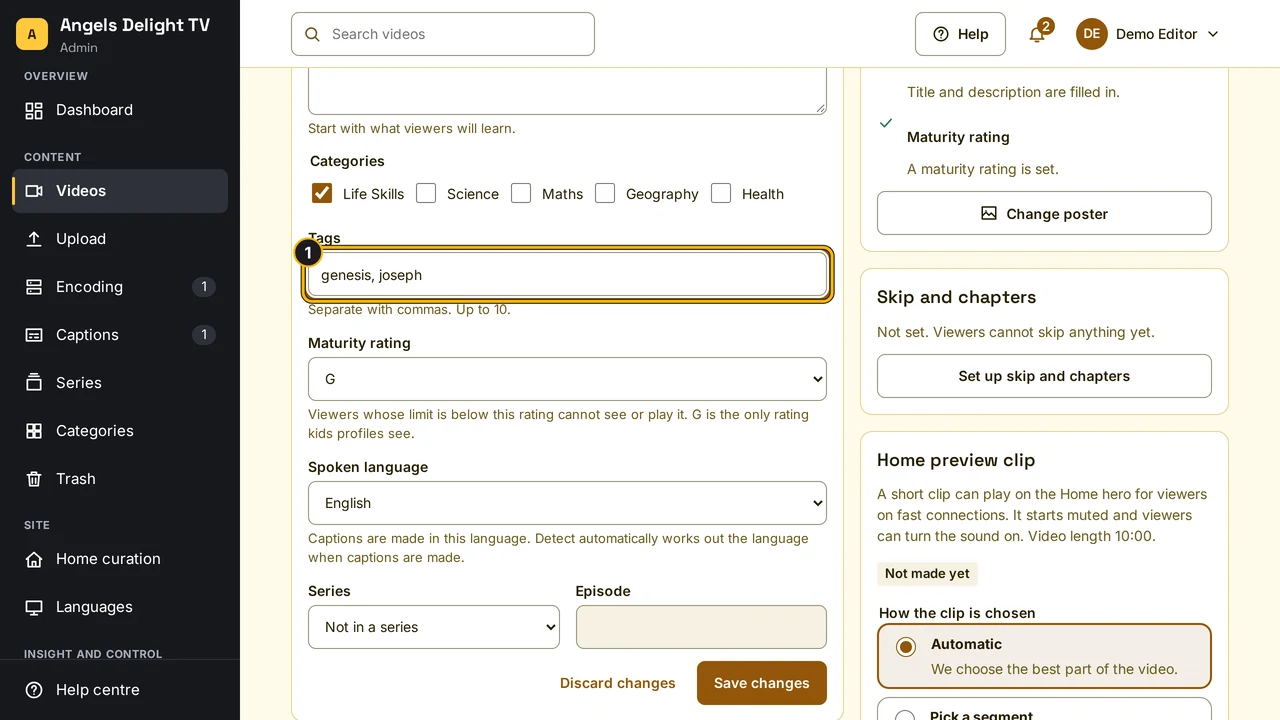 A
Angels Delight TV
Admin
OVERVIEW
Dashboard
CONTENT
Videos
Upload
Encoding 1
Captions 1
Series
Categories
Trash
SITE
Home curation
Languages
INSIGHT AND CONTROL
Help centre
Search videos
Help
2
DE Demo Editor
Start with what viewers will learn.
Categories
Life Skills Science Maths Geography Health
Tags
1
genesis, joseph
Separate with commas. Up to 10.
Maturity rating
G
Viewers whose limit is below this rating cannot see or play it. G is the only rating
kids profiles see.
Spoken language
English
Captions are made in this language. Detect automatically works out the language
when captions are made.
Series Episode
Not in a series
Discard changes Save changes
Title and description are filled in.
Maturity rating
A maturity rating is set.
Change poster
Skip and chapters
Not set. Viewers cannot skip anything yet.
Set up skip and chapters
Home preview clip
A short clip can play on the Home hero for viewers
on fast connections. It starts muted and viewers
can turn the sound on. Video length 10:00.
Not made yet
How the clip is chosen
Automatic
We choose the best part of the video.
Pick a segment